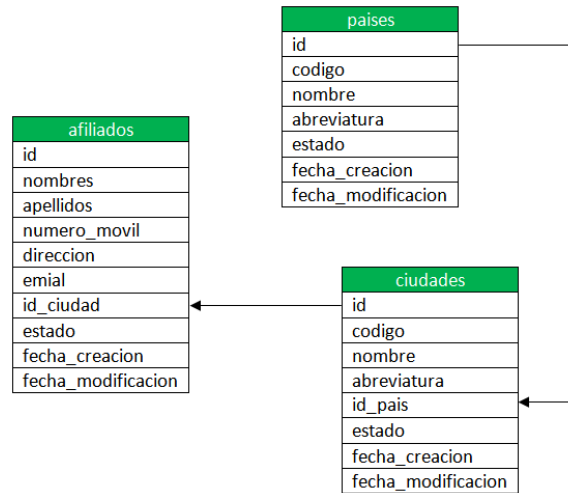 paises
id
codigo
nombre
abreviatura
estado
fecha_creacion
fecha_modificacion
afiliados
id
nombres
apellidos
numero_movil
direccion
emial
id_ciudad
estado
fecha_creacion
fecha_modificacion
ciudades
id
codigo
nombre
abreviatura
id_pais
estado
fecha_creacion
fecha_modificacion